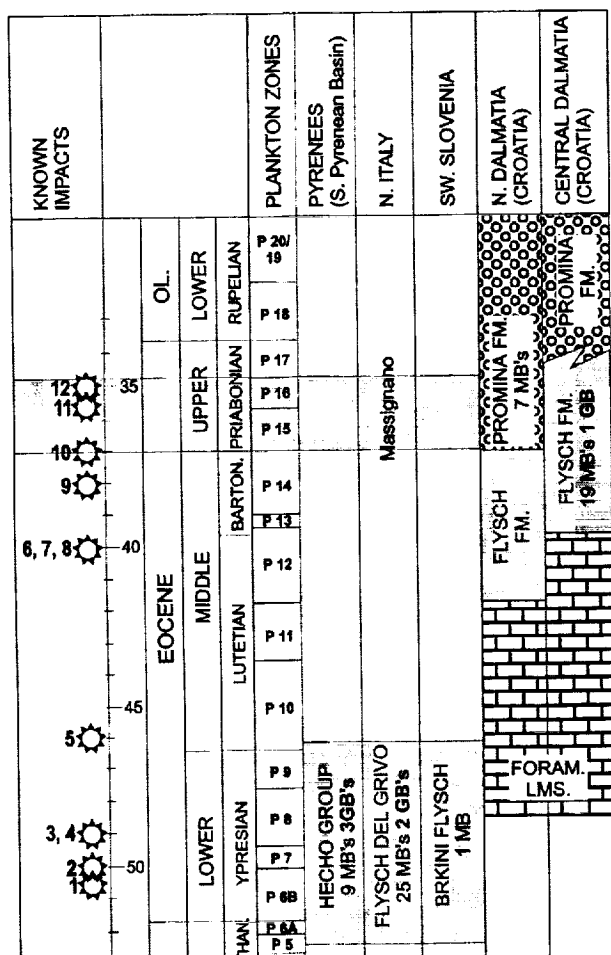 KNOWN
IMPACTS
PLANKTON ZONES
PYRENEES
(S. Pyrenean Basin)
N. ITALY
SW. SLOVENIA
N. DALMATIA
(CROATIA)
CENTRAL DALMATIA
(CROATIA)
12
11
10
9
6, 7, 8
5
3, 4
2
1
35
40
45
50
OL.
EOCENE
LOWER
UPPER
MIDDLE
LOWER
RUPELIAN
PRIABONIAN
BARTON.
LUTETIAN
YPRESIAN
THAN.
P 20/
19
P 18
P 17
P 16
P 15
P 14
P 13
P 12
P 11
P 10
P 9
P 8
P 7
P 6B
P 6A
P 5
HECHO GROUP
9 MB's 3GB's
Massignano
FLYSCH DEL GRIVO
25 MB's 2 GB's
BRKINI FLYSCH
1 MB
PROMINA FM.
7 MB's
FLYSCH
FM.
PROMINA
FM.
FLYSCH FM.
19 MB's 1 GB
FORAM.
LMS.